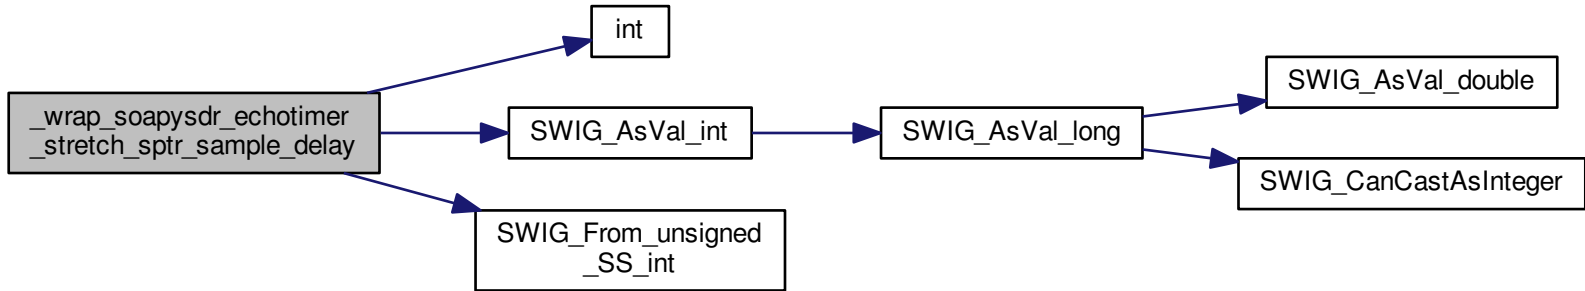 _wrap_soapysdr_echotimer
_stretch_sptr_sample_delay
int
SWIG_AsVal_int
SWIG_From_unsigned
_SS_int
SWIG_AsVal_long
SWIG_AsVal_double
SWIG_CanCastAsInteger